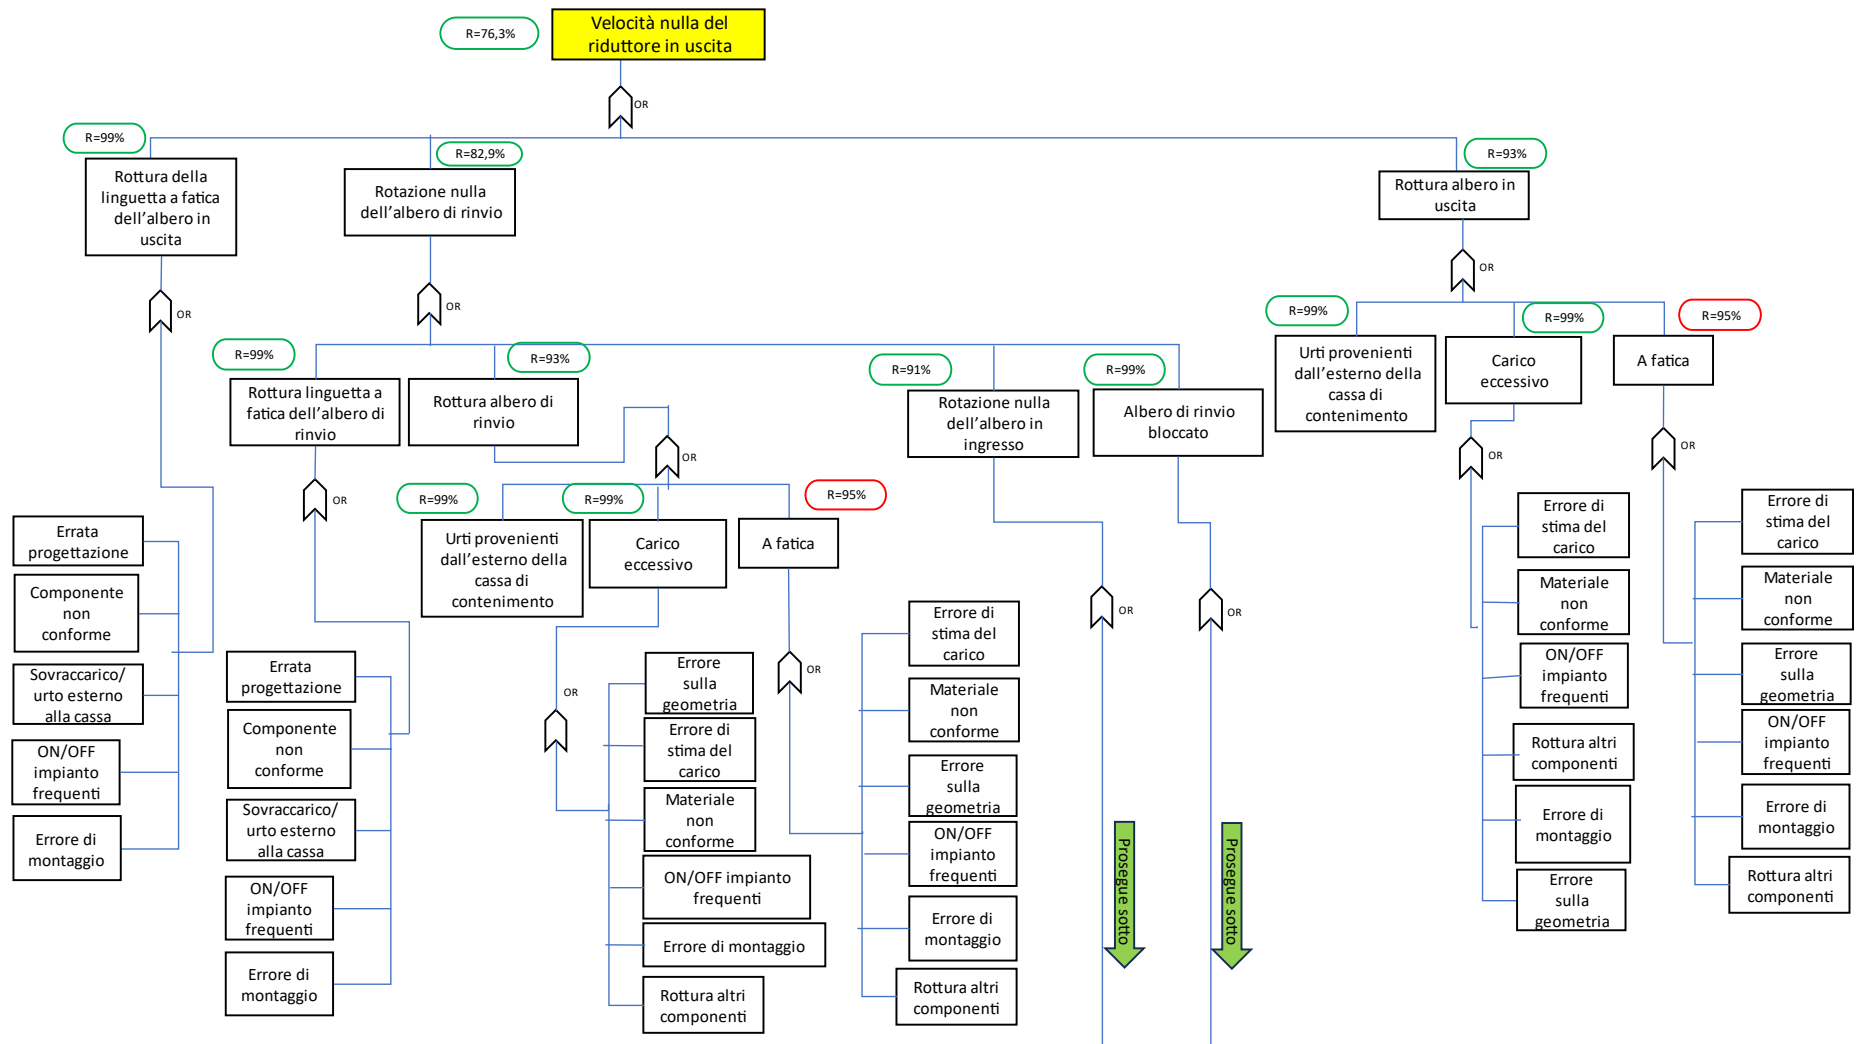 R=76,3%
Velocità nulla del
riduttore in uscita
OR
R=99%
Rottura della
linguetta a fatica
dell'albero in
uscita
OR
Errata
progettazione
Componente
non
conforme
Sovraccarico/
urto esterno
alla cassa
ON/OFF
impianto
frequenti
Errore di
montaggio
R=82,9%
Rotazione nulla
dell'albero di rinvio
OR
R=99%
Rottura linguetta a
fatica dell'albero di
rinvio
OR
Errata
progettazione
Componente
non
conforme
Sovraccarico/
urto esterno
alla cassa
ON/OFF
impianto
frequenti
Errore di
montaggio
R=93%
Rottura albero di
rinvio
OR
R=99%
Urti provenienti
dall'esterno della
cassa di
contenimento
R=99%
Carico
eccessivo
OR
Errore
sulla
geometria
Errore di
stima del
carico
Materiale
non
conforme
ON/OFF impianto
frequenti
Errore di montaggio
Rottura altri
componenti
R=95%
A fatica
OR
Errore di
stima del
carico
Materiale
non
conforme
Errore
sulla
geometria
ON/OFF
impianto
frequenti
Errore di
montaggio
Rottura altri
componenti
R=91%
Rotazione nulla
dell'albero in
ingresso
OR
Prosegue sotto
R=99%
Albero di rinvio
bloccato
OR
Prosegue sotto
R=93%
Rottura albero in
uscita
OR
R=99%
Urti provenienti
dall'esterno della
cassa di
contenimento
R=99%
Carico
eccessivo
OR
Errore di
stima del
carico
Materiale
non
conforme
ON/OFF
impianto
frequenti
Rottura altri
componenti
Errore di
montaggio
Errore
sulla
geometria
R=95%
A fatica
OR
Errore di
stima del
carico
Materiale
non
conforme
Errore
sulla
geometria
ON/OFF
impianto
frequenti
Errore di
montaggio
Rottura altri
componenti